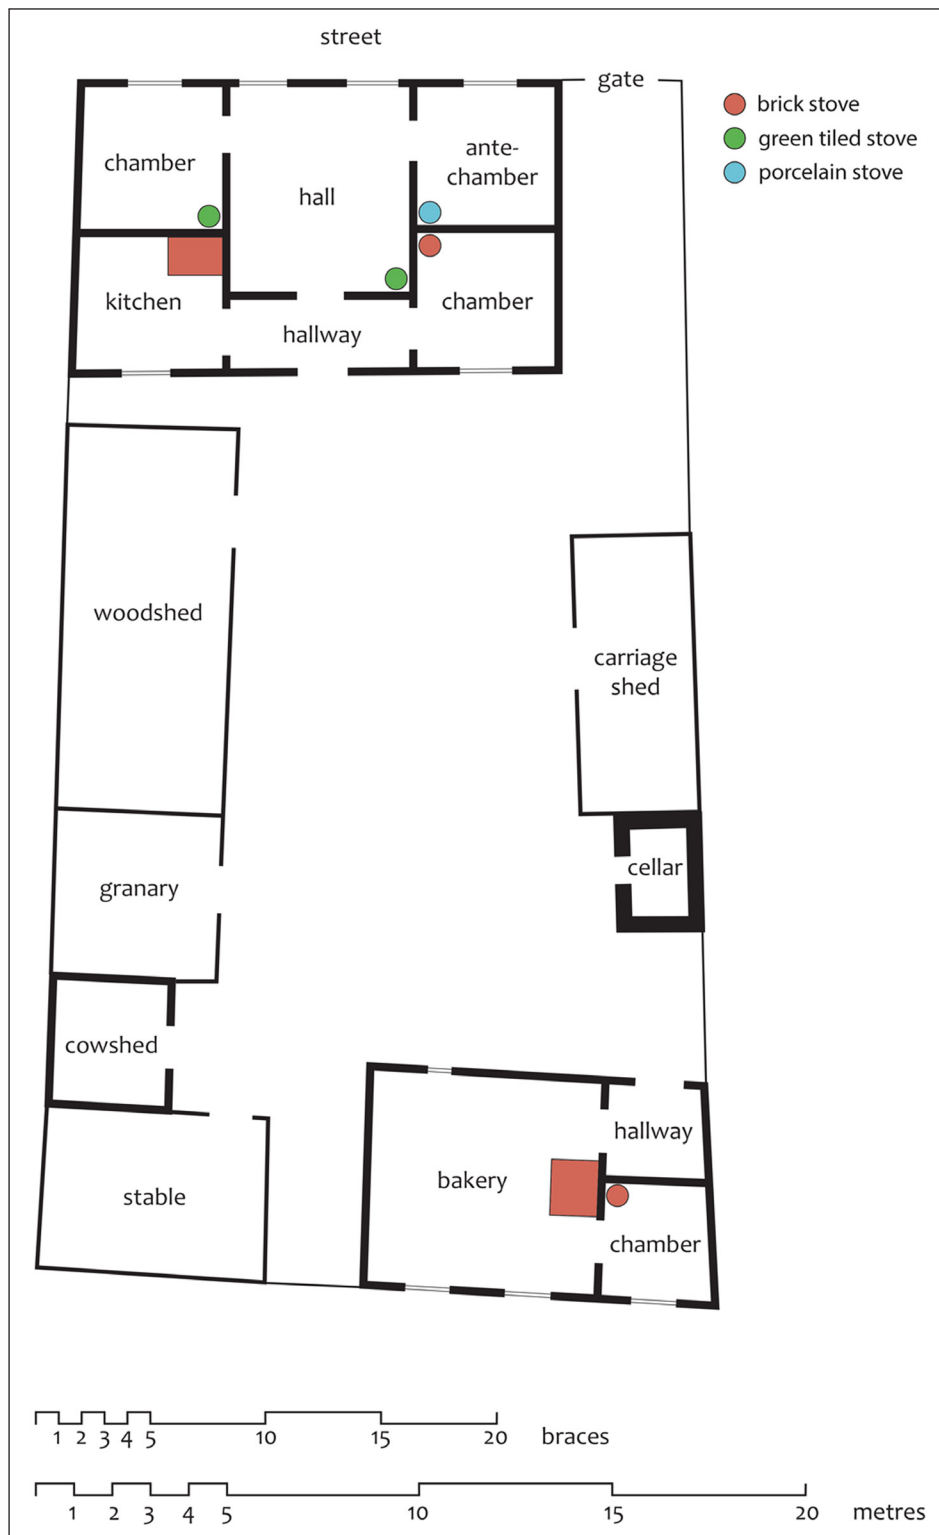 street
gate
brick stove
green tiled stove
porcelain stove
chamber
hall
ante-
chamber
kitchen
hallway
chamber
woodshed
carriage
shed
granary
cellar
cowshed
hallway
bakery
stable
chamber
1 2 3 4 5 10 15 20 braces
1 2 3 4 5 10 15 20 metres